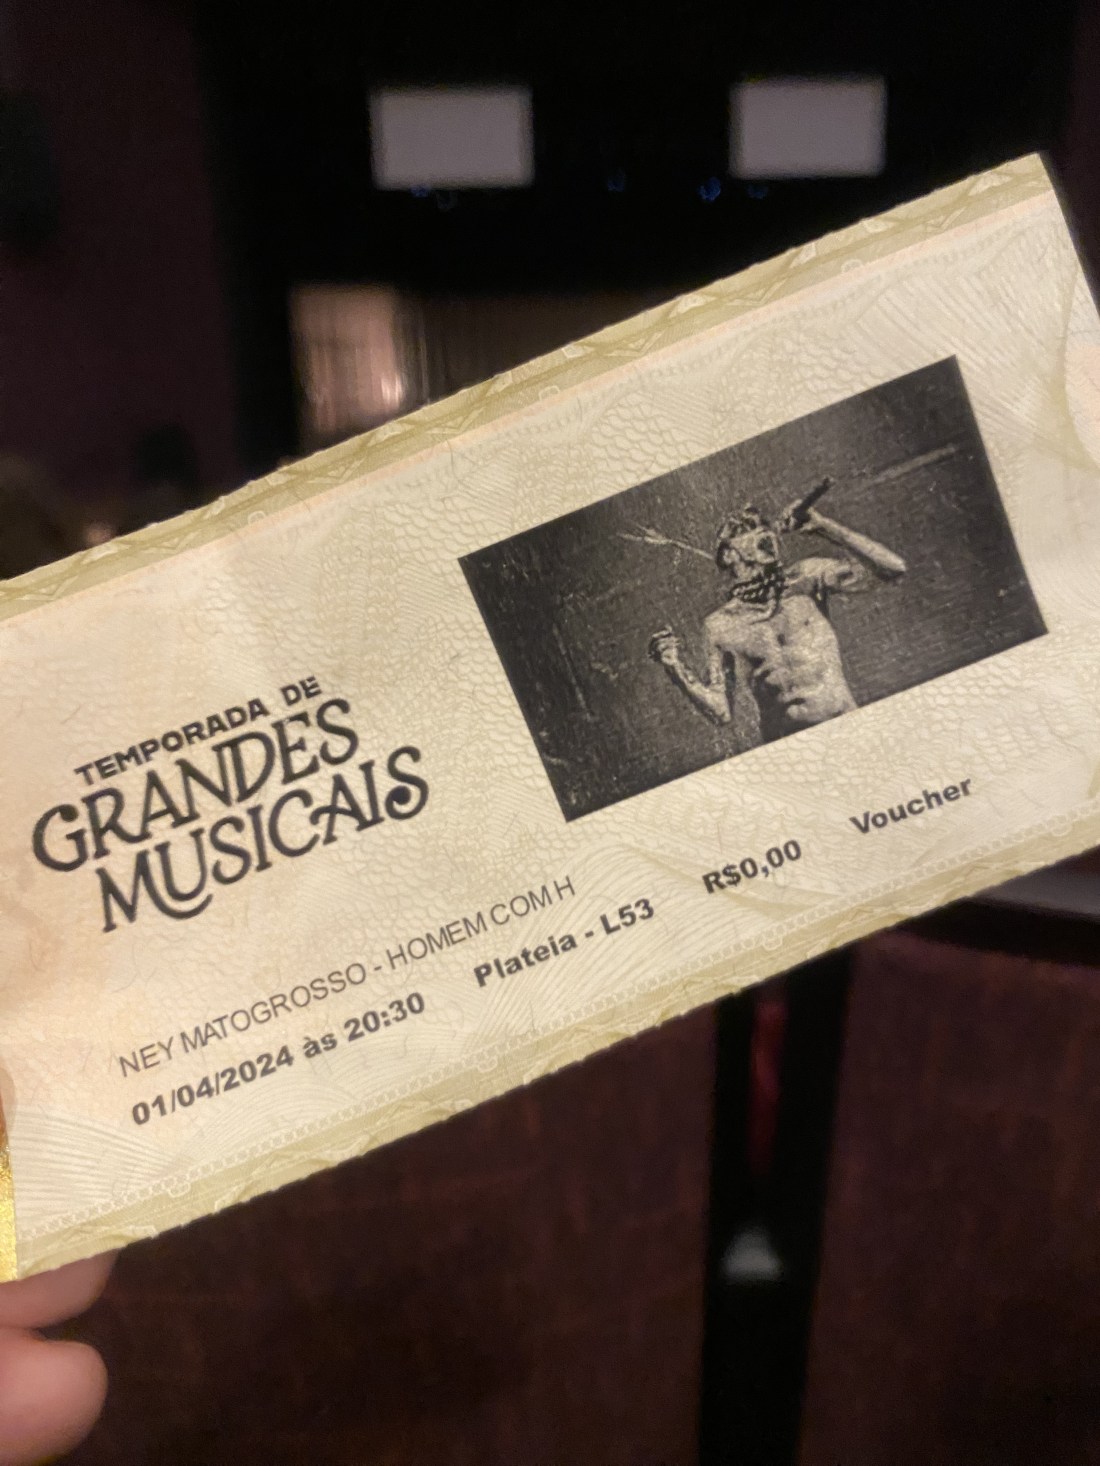 TEMPORADA DE
GRANDES
MUSICAIS
NEY MATOGROSSO - HOMEM COM H
01/04/2024 às 20:30 Plateia - L53 R$0,00 Voucher